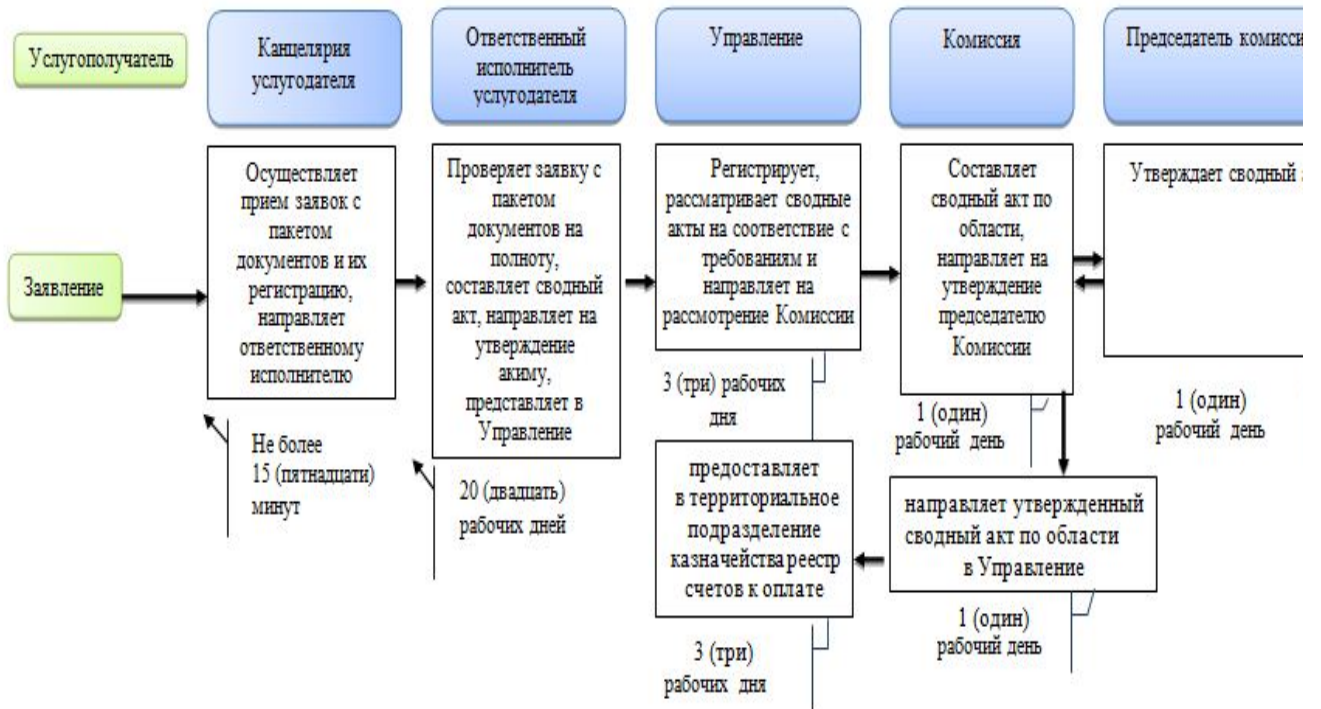 Услугополучатель
Канцелярия
услугодателя
Ответственный
исполнитель
услугодателя
Управление
Комиссия
Председатель комисси
Заявление
Осуществляет
прием заявок с
пакетом
документов и их
регистрацию,
направляет
ответственному
исполнителю
Не более
15 (пятнадцати)
минут
Проверяет заявку с
пакетом
документов на
полноту,
составляет сводный
акт, направляет на
утверждение
акиму,
представляет в
Управление
20 (двадцать)
рабочих дней
Регистрирует,
рассматривает сводные
акты на соответствие с
требованиям и
направляет на
рассмотрение Комиссии
3 (три) рабочих
дня
Составляет
сводный акт по
области,
направляет на
утверждение
председателю
Комиссии
1 (один)
рабочий день
Утверждает сводный
1 (один)
рабочий день
направляет утвержденный
сводный акт по области
в Управление
1 (один)
рабочий день
предоставляет
в территориальное
подразделение
казначейства реестр
счетов к оплате
3 (три)
рабочих дня